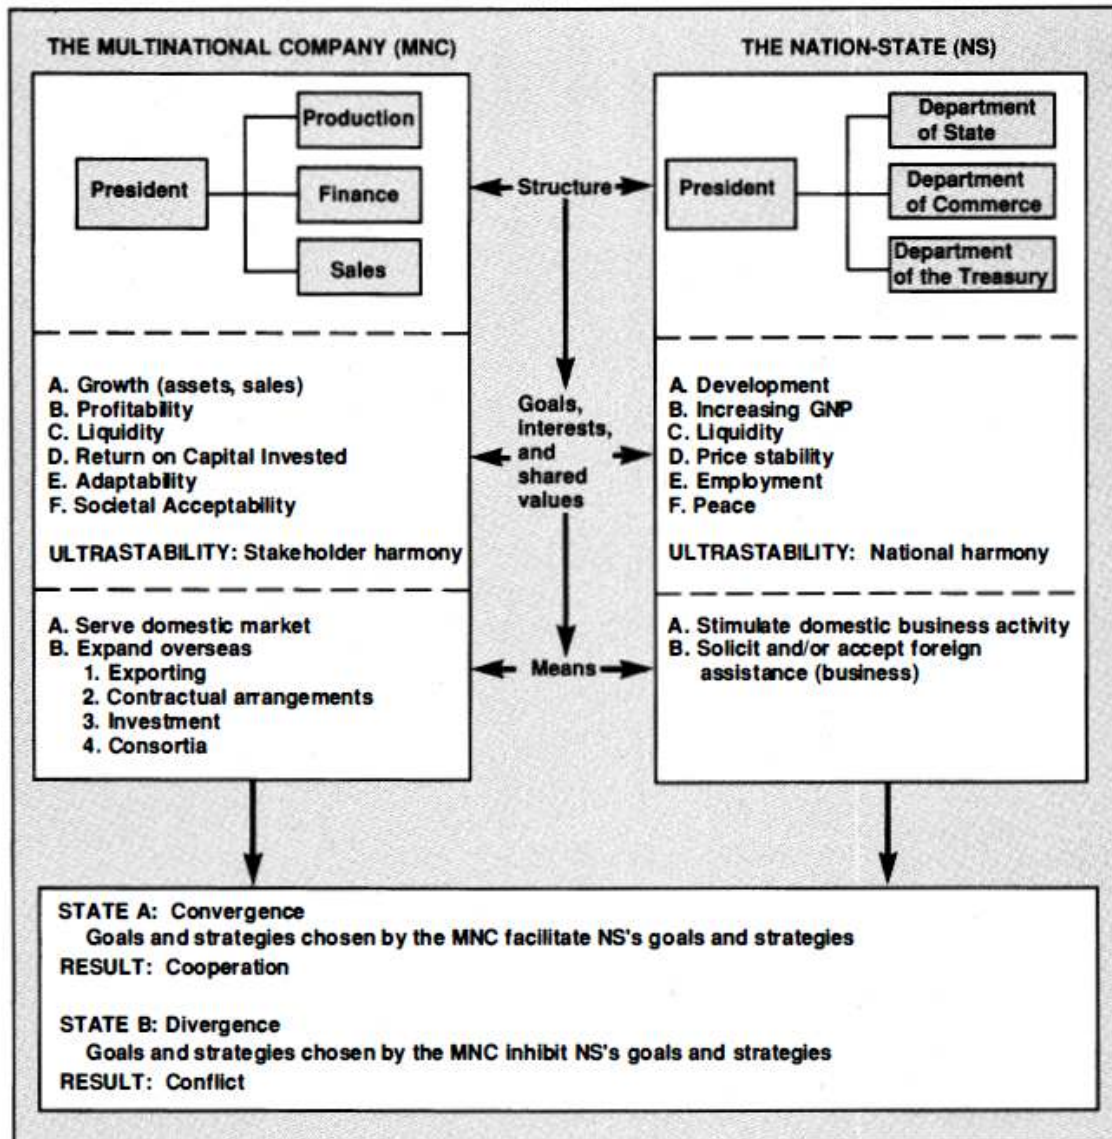 THE MULTINATIONAL COMPANY (MNC)
THE NATION-STATE (NS)
President
Production
Finance
Sales
Structure
President
Department
of State
Department
of Commerce
Department
of the Treasury
A. Growth (assets, sales)
B. Profitability
C. Liquidity
D. Return on Capital Invested
E. Adaptability
F. Societal Acceptability
ULTRASTABILITY: Stakeholder harmony
Goals,
interests,
and
shared
values
A. Development
B. Increasing GNP
C. Liquidity
D. Price stability
E. Employment
F. Peace
ULTRASTABILITY: National harmony
A. Serve domestic market
B. Expand overseas
1. Exporting
2. Contractual arrangements
3. Investment
4. Consortia
Means
A. Stimulate domestic business activity
B. Solicit and/or accept foreign
assistance (business)
STATE A: Convergence
Goals and strategies chosen by the MNC facilitate NS's goals and strategies
RESULT: Cooperation
STATE B: Divergence
Goals and strategies chosen by the MNC inhibit NS's goals and strategies
RESULT: Conflict